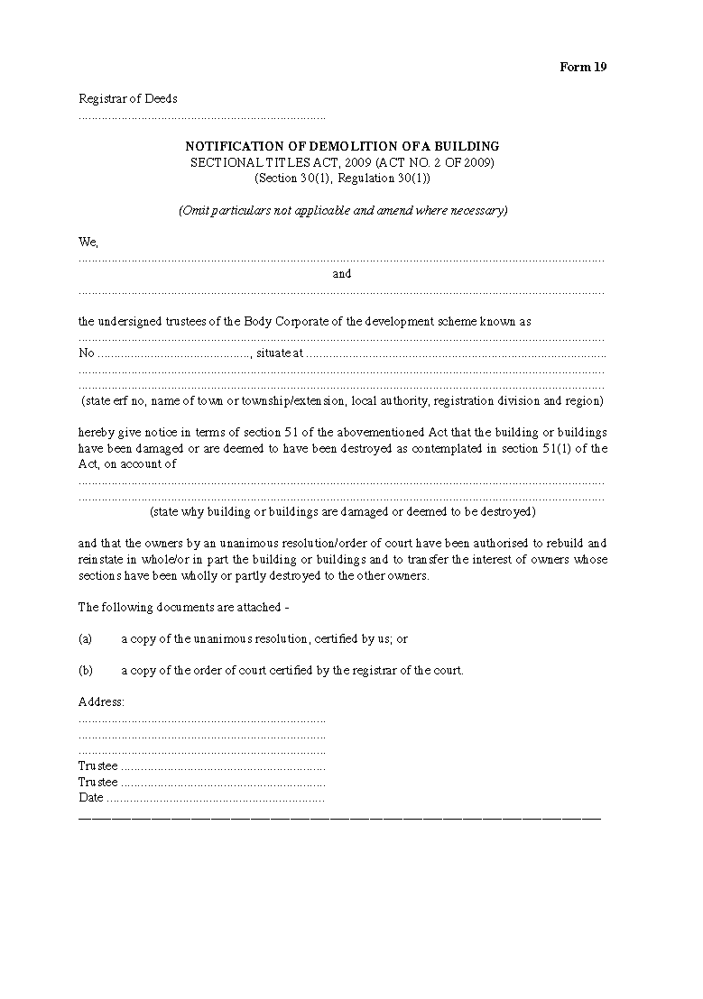 Form 19
Registrar of Deeds
...........................................................................
NOTIFICATION OF DEMOLITION OF A BUILDING
SECTIONAL TITLES ACT, 2009 (ACT NO. 2 OF 2009)
(Section 30(1), Regulation 30(1))
(Omit particulars not applicable and amend where necessary)
We,
................................................................................................................................................................
and
................................................................................................................................................................
the undersigned trustees of the Body Corporate of the development scheme known as
................................................................................................................................................................
No .............................................., situate at ...........................................................................................
................................................................................................................................................................
................................................................................................................................................................
(state erf no, name of town or township/extension, local authority, registration division and region)
hereby give notice in terms of section 51 of the abovementioned Act that the building or buildings
have been damaged or are deemed to have been destroyed as contemplated in section 51(1) of the
Act, on account of
................................................................................................................................................................
................................................................................................................................................................
(state why building or buildings are damaged or deemed to be destroyed)
and that the owners by an unanimous resolution/order of court have been authorised to rebuild and
reinstate in whole/or in part the building or buildings and to transfer the interest of owners whose
sections have been wholly or partly destroyed to the other owners.
The following documents are attached -
(a) a copy of the unanimous resolution, certified by us; or
(b) a copy of the order of court certified by the registrar of the court.
Address:
...........................................................................
...........................................................................
...........................................................................
Trustee ..............................................................
Trustee ..............................................................
Date ..................................................................
___________________________________________________________________________________